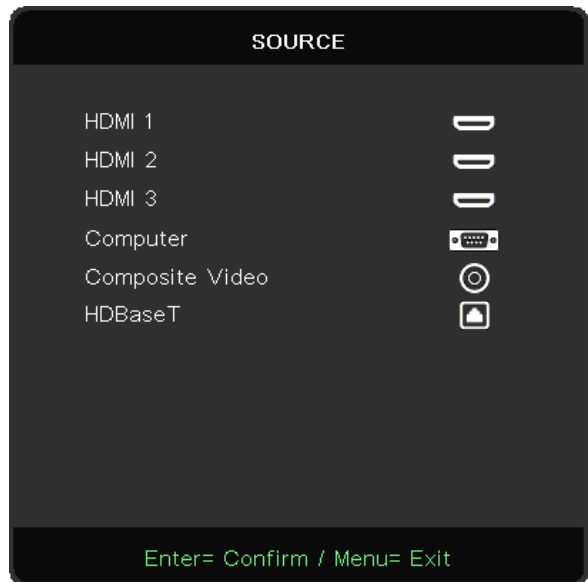 SOURCE
HDMI 1
HDMI 2
HDMI 3
Computer
Composite Video
HDBaseT
Enter= Confirm / Menu= Exit